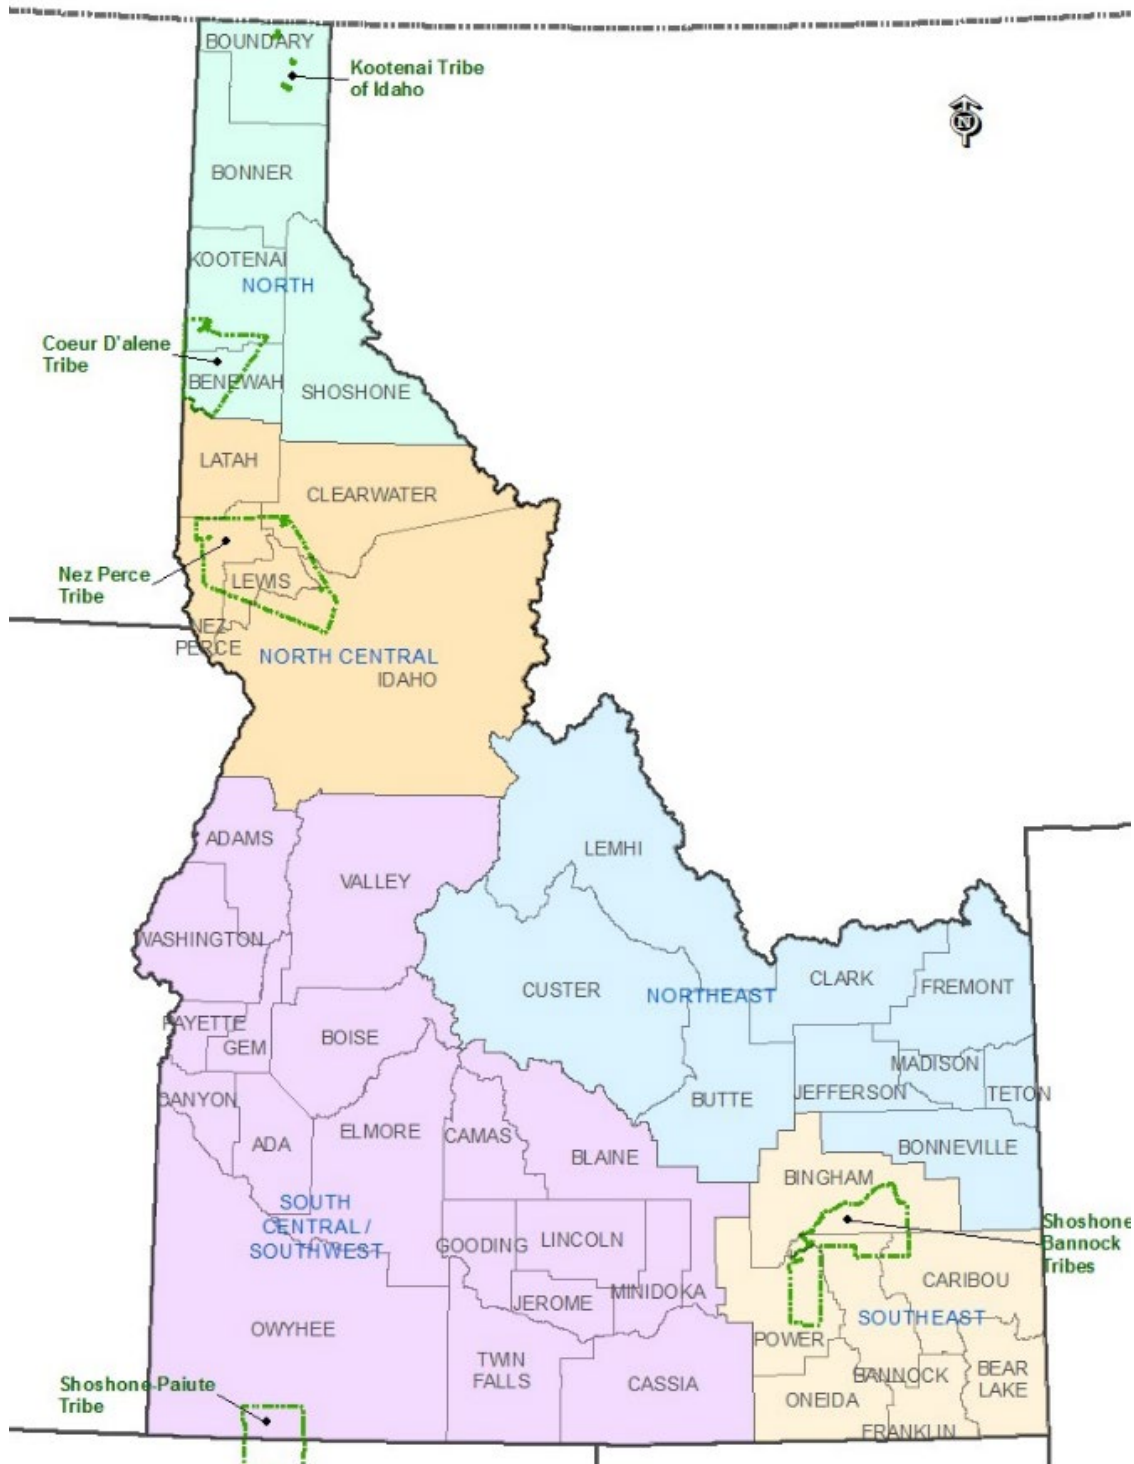 BOUNDARY
Kootenai Tribe
of Idaho
N
BONNER
KOOTENAI
NORTH
Coeur D'alene
Tribe
BENEWAH
SHOSHONE
LATAH
CLEARWATER
Nez Perce
Tribe
LEWIS
NEZ
PERCE
NORTH CENTRAL
IDAHO
ADAMS
LEMHI
VALLEY
WASHINGTON
CUSTER
NORTHEAST
CLARK
FREMONT
PAYETTE
GEM
BOISE
MADISON
CANYON
BUTTE
JEFFERSON
TETON
ADA
ELMORE
CAMAS
BLAINE
BONNEVILLE
BINGHAM
SOUTH
CENTRAL /
SOUTHWEST
GOODING
LINCOLN
Shoshone
Bannock
Tribes
CARIBOU
JEROME
MINIDOKA
SOUTHEAST
OWYHEE
POWER
TWIN
FALLS
CASSIA
BANNOCK
BEAR
LAKE
Shoshone-Paiute
Tribe
ONEIDA
FRANKLIN